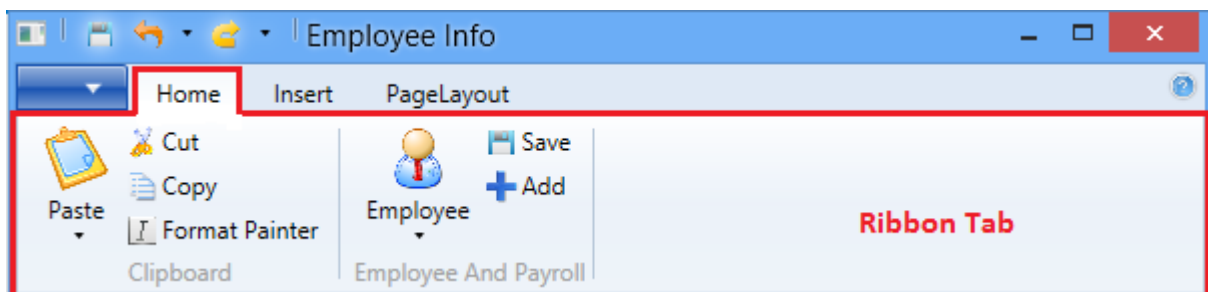 Employee Info
Home Insert PageLayout
Cut Save
Copy Add
Paste Employee
Format Painter
Ribbon Tab
Clipboard Employee And Payroll